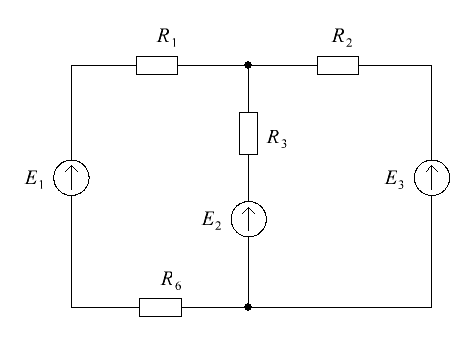 R₁ R₂
R₃
E₁ E₃
E₂
R₆